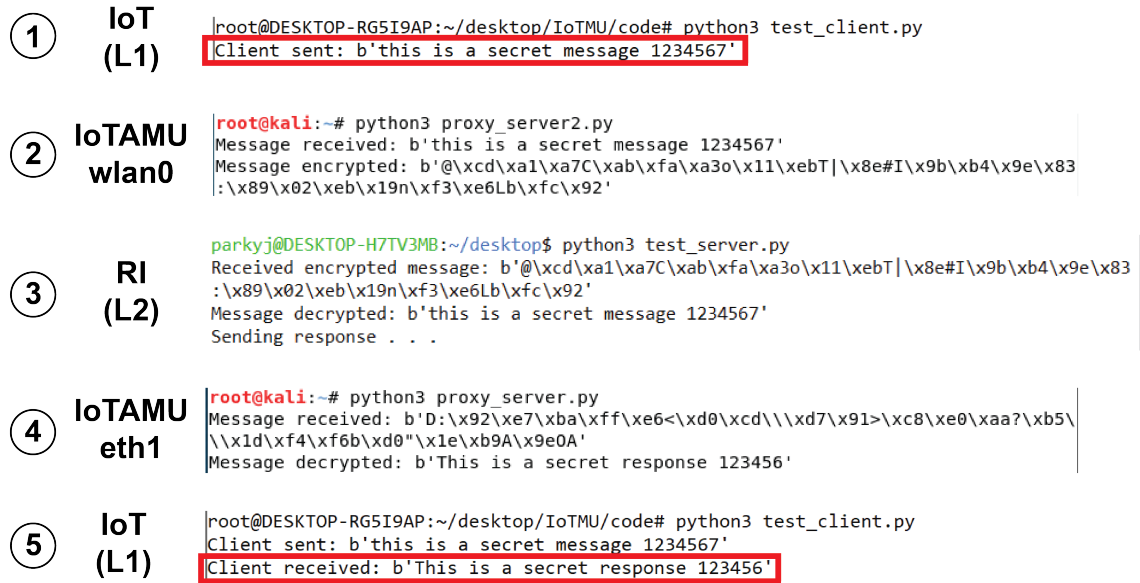 1
IoT
(L1)
root@DESKTOP-RG5I9AP:~/desktop/IoTMU/code# python3 test_client.py
Client sent: b'this is a secret message 1234567'
2
IoTAMU
wlan0
root@kali:~# python3 proxy_server2.py
Message received: b'this is a secret message 1234567'
Message encrypted: b'@\xcd\xa1\xa7C\xab\xfa\xa3o\x11\xebT|\x8e#I\x9b\xb4\x9e\x83
:\x89\x02\xeb\x19n\xf3\xe6Lb\xfc\x92'
3
RI
(L2)
parkyj@DESKTOP-H7TV3MB:~/desktop$ python3 test_server.py
Received encrypted message: b'@\xcd\xa1\xa7C\xab\xfa\xa3o\x11\xebT|\x8e#I\x9b\xb4\x9e\x83
:\x89\x02\xeb\x19n\xf3\xe6Lb\xfc\x92'
Message decrypted: b'this is a secret message 1234567'
Sending response . . .
4
IoTAMU
eth1
root@kali:~# python3 proxy_server.py
Message received: b'D:\x92\xe7\xba\xff\xe6<\xd0\xcd\\\xd7\x91>\xc8\xe0\xaa?\xb5\
\\x1d\xf4\xf6b\xd0"\x1e\xb9A\x9eOA'
Message decrypted: b'This is a secret response 123456'
5
IoT
(L1)
root@DESKTOP-RG5I9AP:~/desktop/IoTMU/code# python3 test_client.py
Client sent: b'this is a secret message 1234567'
Client received: b'This is a secret response 123456'